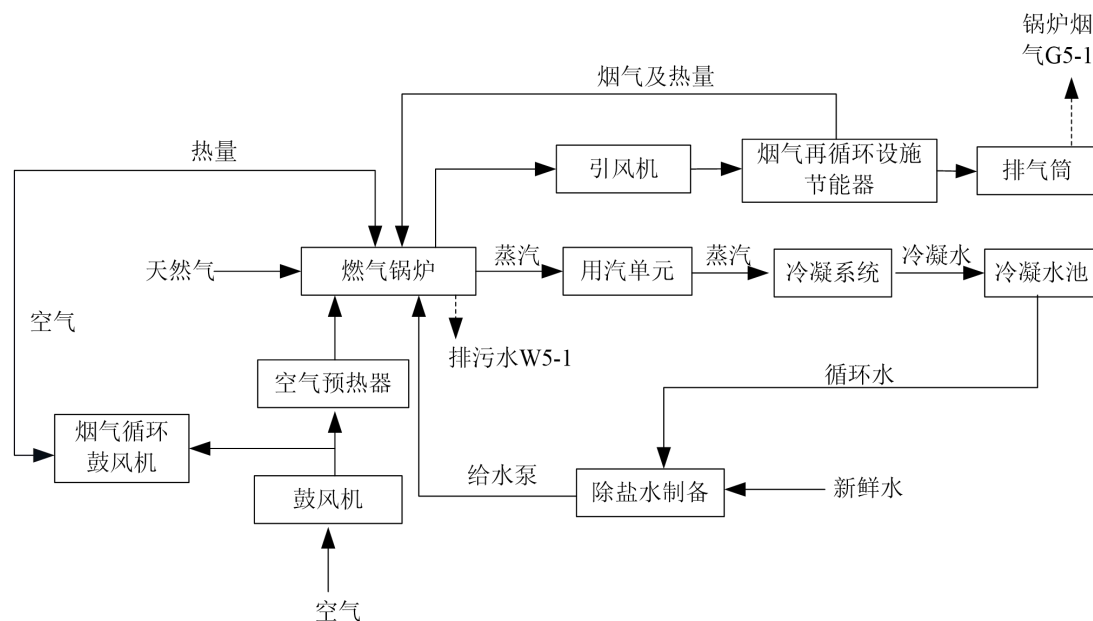 锅炉烟
气G5-1
烟气及热量
热量
引风机
烟气再循环设施
节能器
排气筒
天然气
燃气锅炉
蒸汽
用汽单元
蒸汽
冷凝系统
冷凝水
冷凝水池
空气
排污水W5-1
空气预热器
循环水
烟气循环
鼓风机
鼓风机
给水泵
除盐水制备
新鲜水
空气